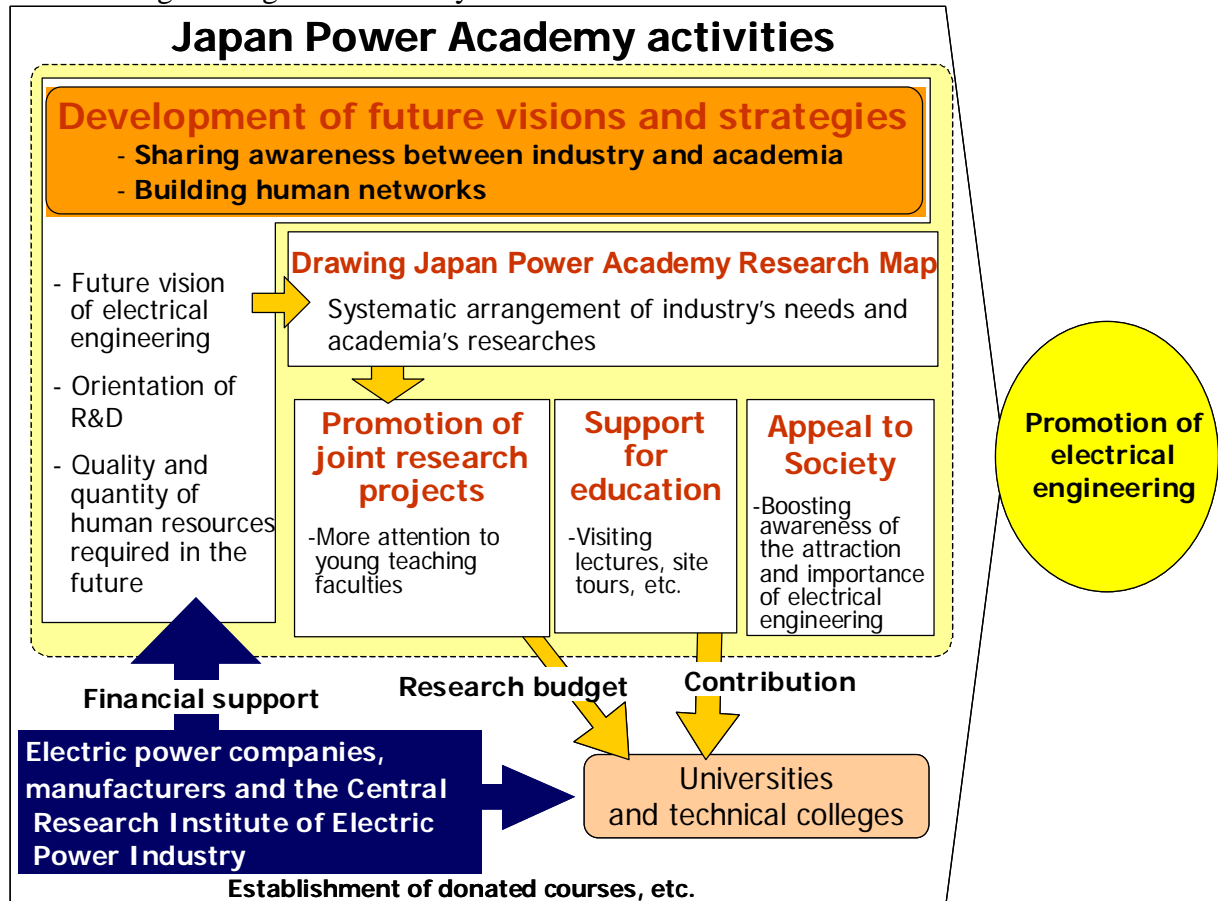 Japan Power Academy activities
Development of future visions and strategies
- Sharing awareness between industry and academia
- Building human networks
- Future vision
of electrical
engineering
- Orientation of
R&D
- Quality and
quantity of
human resources
required in the
future
Drawing Japan Power Academy Research Map
Systematic arrangement of industry's needs and
academia's researches
Promotion of
joint research
projects
-More attention to
young teaching
faculties
Support
for
education
-Visiting
lectures, site
tours, etc.
Appeal to
Society
-Boosting
awareness of
the attraction
and importance
of electrical
engineering
Promotion of
electrical
engineering
Financial support
Research budget
Contribution
Electric power companies,
manufacturers and the Central
Research Institute of Electric
Power Industry
Universities
and technical colleges
Establishment of donated courses, etc.